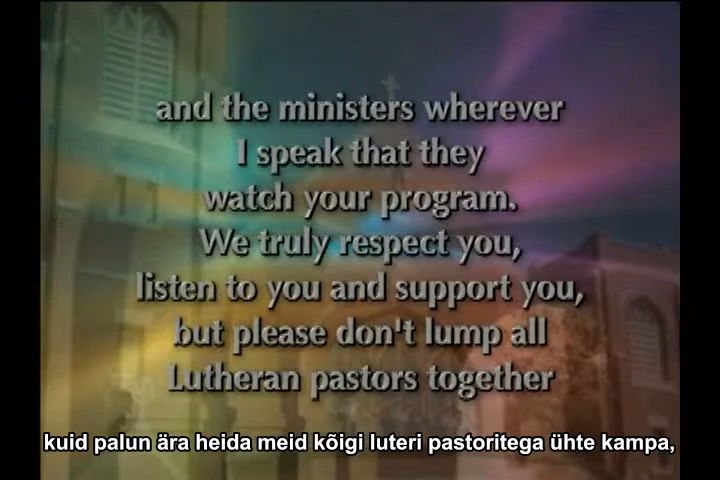 and the ministers wherever
I speak that they
watch your program.
We truly respect you,
listen to you and support you,
but please don't lump all
Lutheran pastors together
kuid palun ära heida meid kõigi luteri pastoritega ühte kampa,